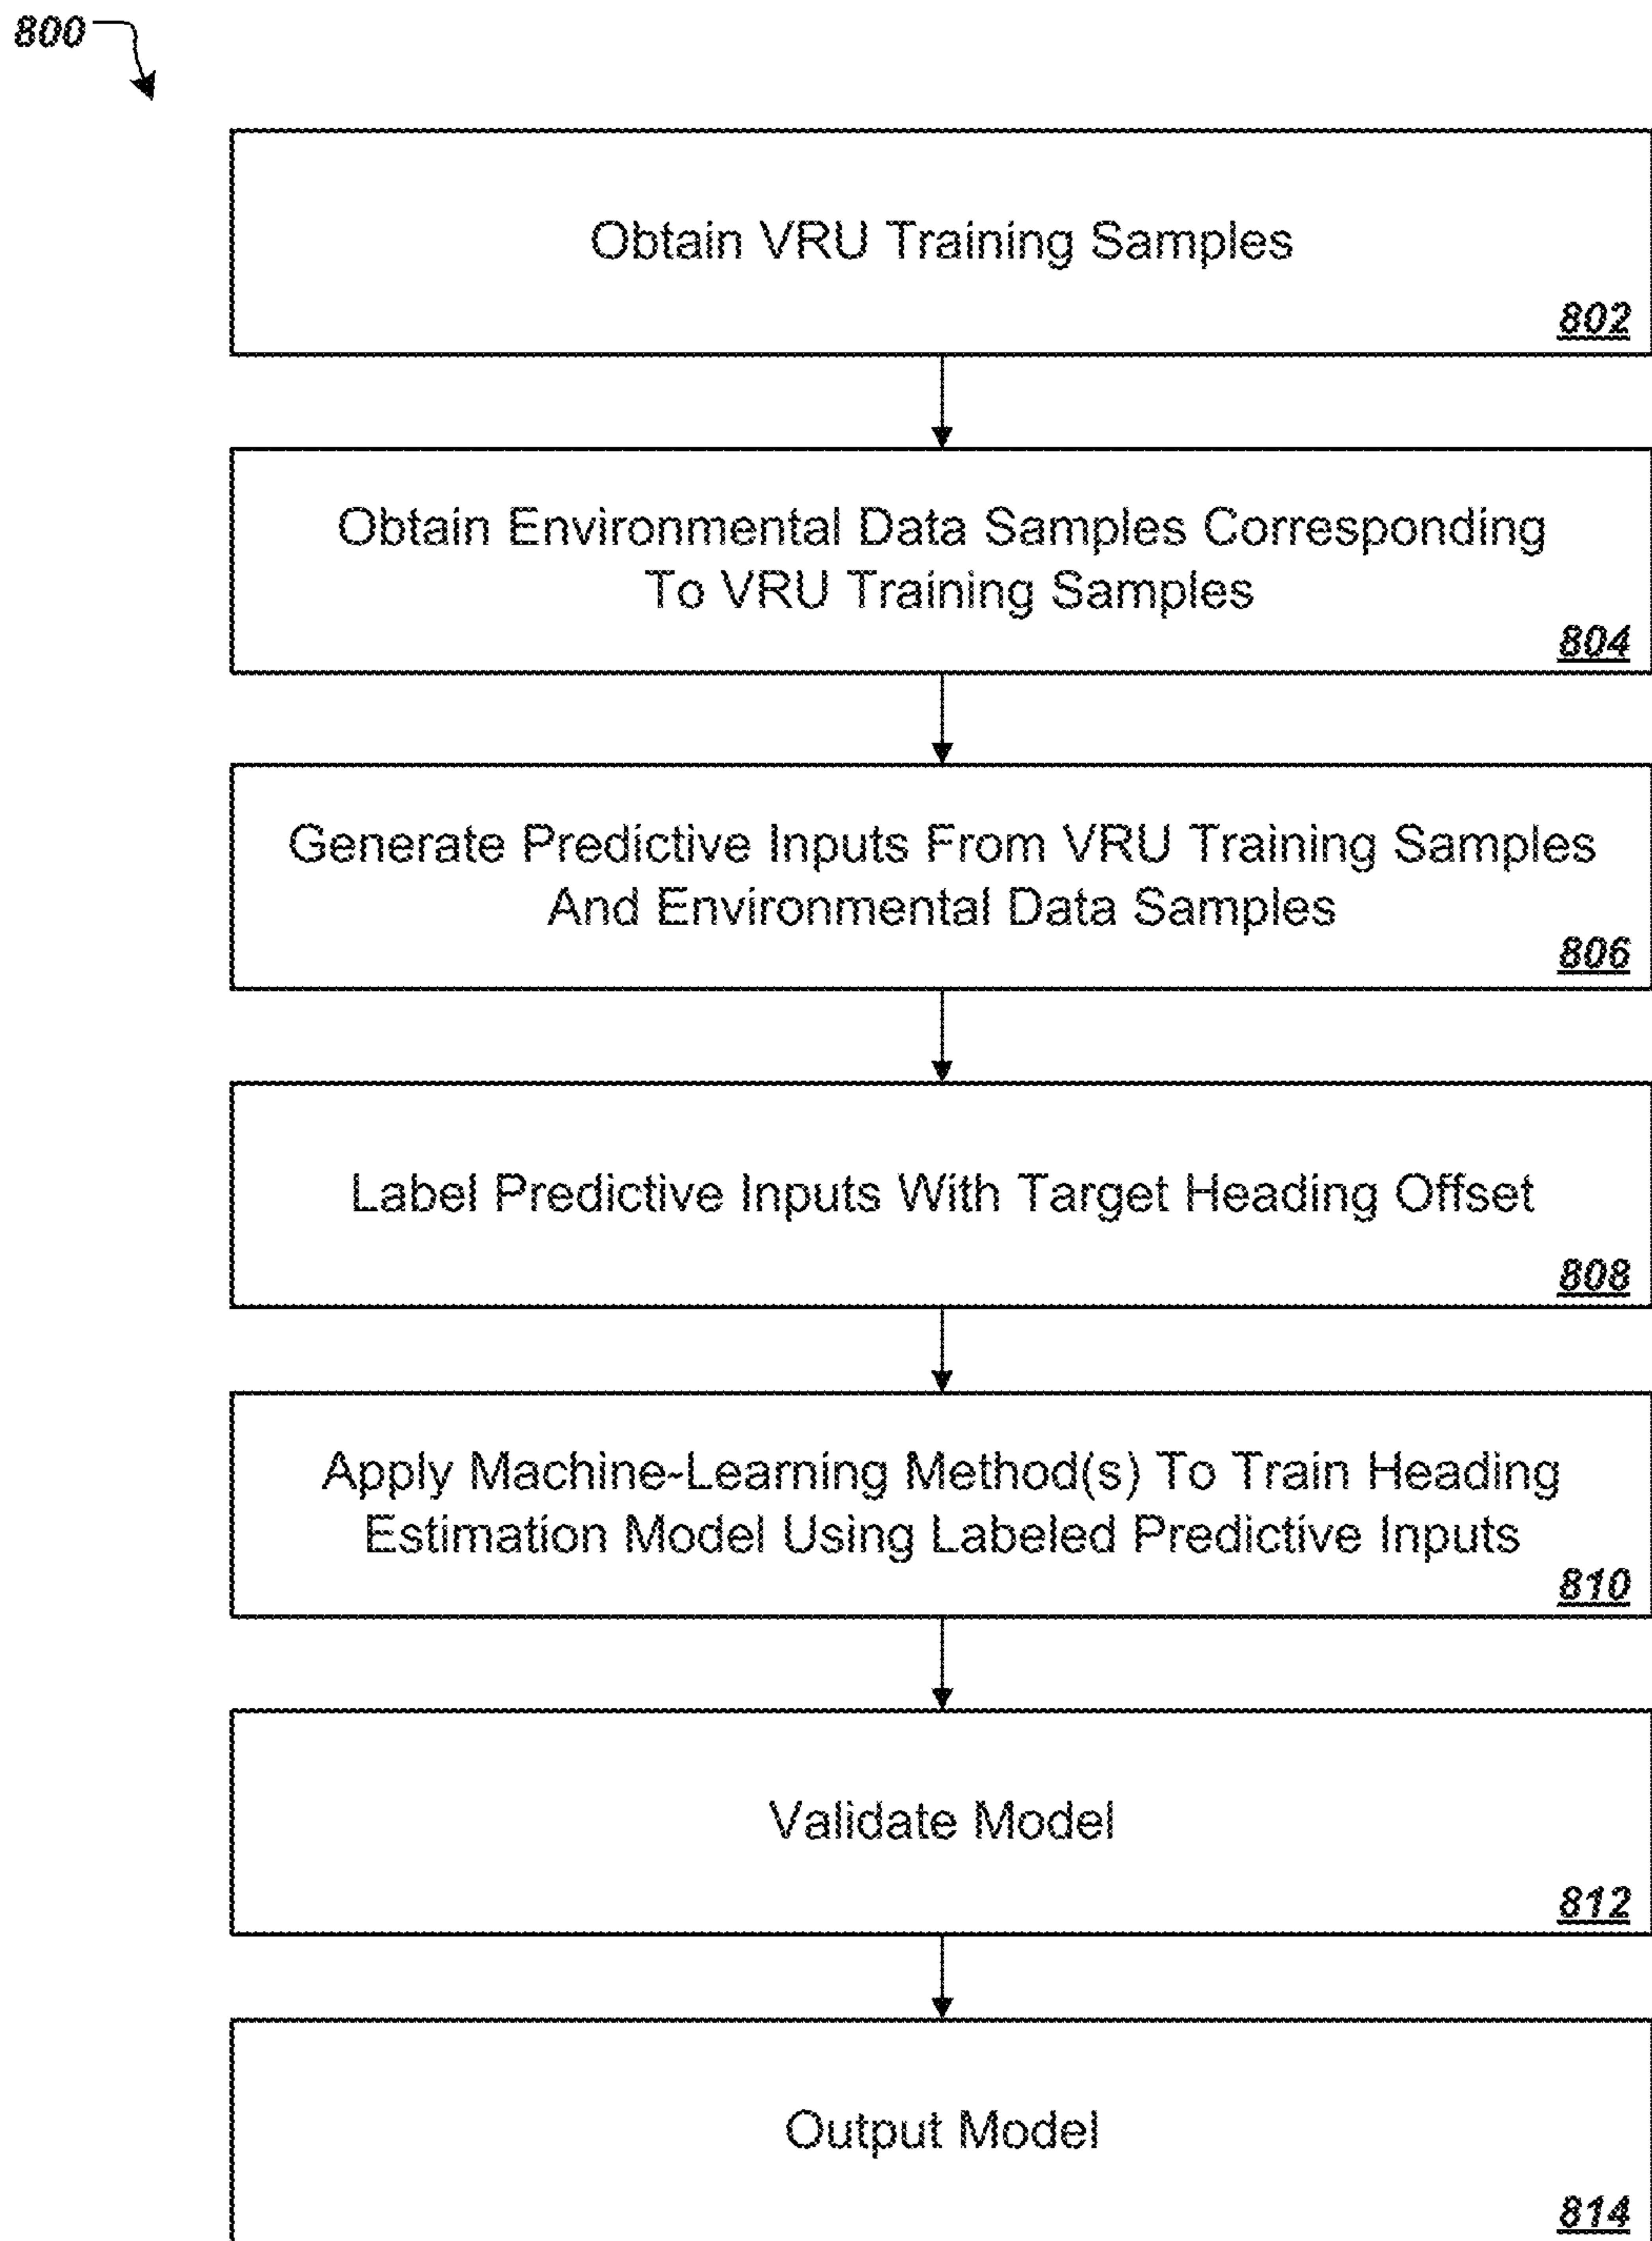 800
Obtain VRU Training Samples
802
Obtain Environmental Data Samples Corresponding
To VRU Training Samples
804
Generate Predictive Inputs From VRU Training Samples
And Environmental Data Samples
806
Label Predictive Inputs With Target Heading Offset
808
Apply Machine-Learning Method(s) To Train Heading
Estimation Model Using Labeled Predictive Inputs
810
Validate Model
812
Output Model
814